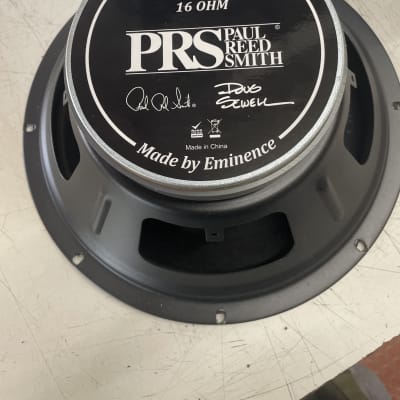 16 OHM
PRS PAUL
REED
SMITH
DOUG
SEWELL
Made in China
Made by Eminence